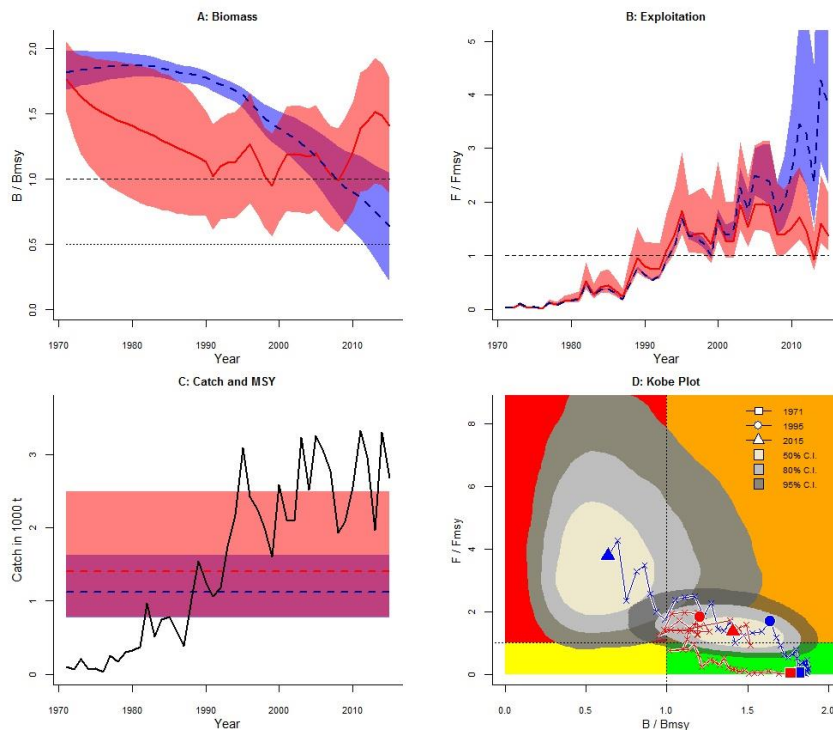 A: Biomass
B / Bmsy
2.0
1.5
1.0
0.5
0.0
1970 1980 1990 2000 2010
Year
B: Exploitation
F / Fmsy
5
4
3
2
1
0
1970 1980 1990 2000 2010
Year
C: Catch and MSY
Catch in 1000 t
3
2
1
0
1970 1980 1990 2000 2010
Year
D: Kobe Plot
F / Fmsy
8
6
4
2
0
1971
1995
2015
50% C.I.
80% C.I.
95% C.I.
0.0 0.5 1.0 1.5 2.0
B / Bmsy